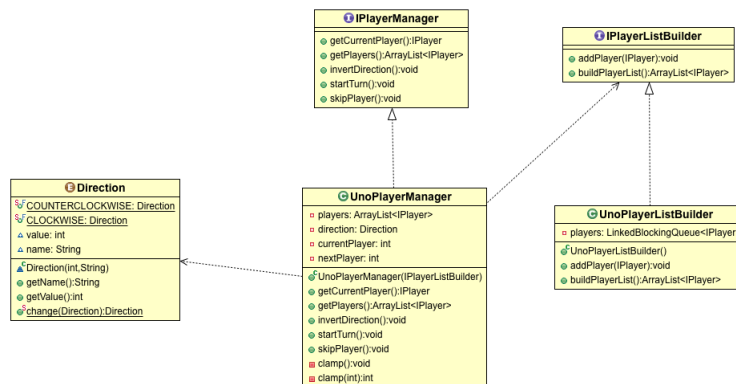 IPlayerManager
getCurrentPlayer():IPlayer
getPlayers():ArrayList<IPlayer>
invertDirection():void
startTurn():void
skipPlayer():void
IPlayerListBuilder
addPlayer(IPlayer):void
buildPlayerList():ArrayList<IPlayer>
Direction
COUNTERCLOCKWISE: Direction
CLOCKWISE: Direction
value: int
name: String
Direction(int,String)
getName():String
getValue():int
change(Direction):Direction
UnoPlayerManager
players: ArrayList<IPlayer>
direction: Direction
currentPlayer: int
nextPlayer: int
UnoPlayerManager(IPlayerListBuilder)
getCurrentPlayer():IPlayer
getPlayers():ArrayList<IPlayer>
invertDirection():void
startTurn():void
skipPlayer():void
clamp():void
clamp(int):int
UnoPlayerListBuilder
players: LinkedBlockingQueue<IPlayer
UnoPlayerListBuilder()
addPlayer(IPlayer):void
buildPlayerList():ArrayList<IPlayer>